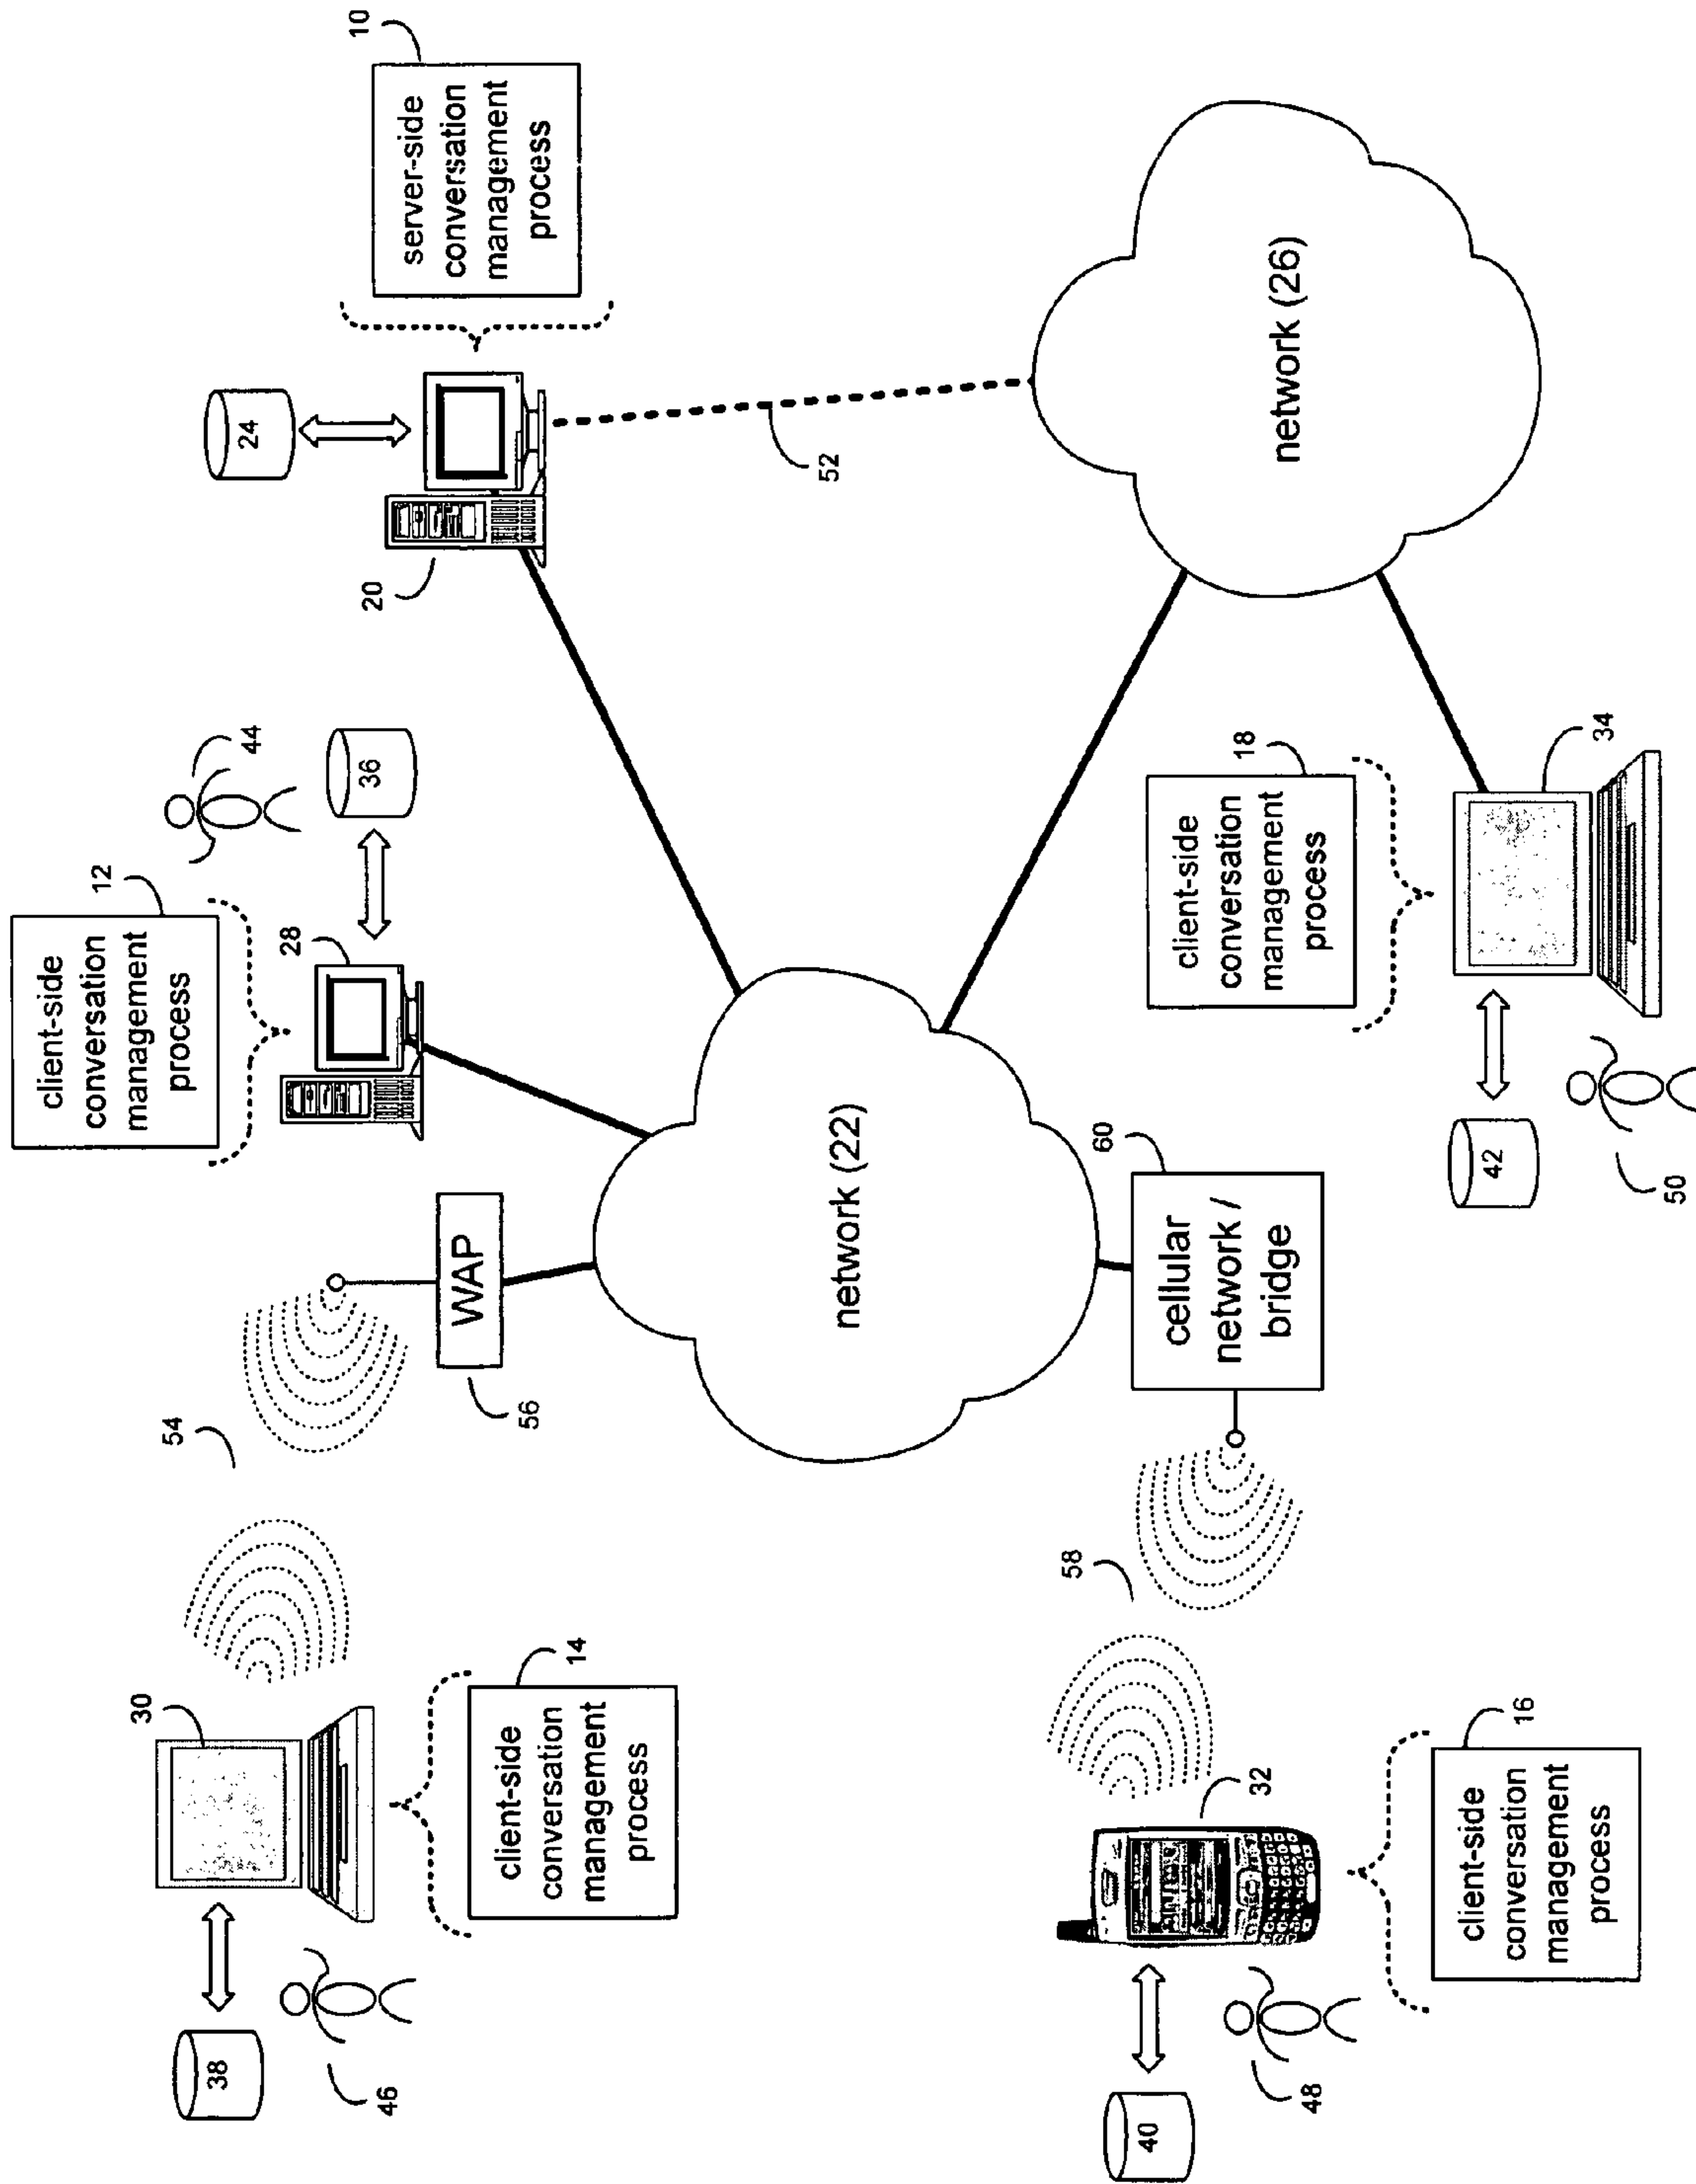 client-side
conversation
management
process
12
30
54
38
44
24
28
10
server-side
conversation
management
process
36
20
46
WAP
56
client-side
conversation
management
process
14
52
network (22)
58
60
cellular
network /
bridge
40
32
48
client-side
conversation
management
process
18
network (26)
client-side
conversation
management
process
16
42
34
50